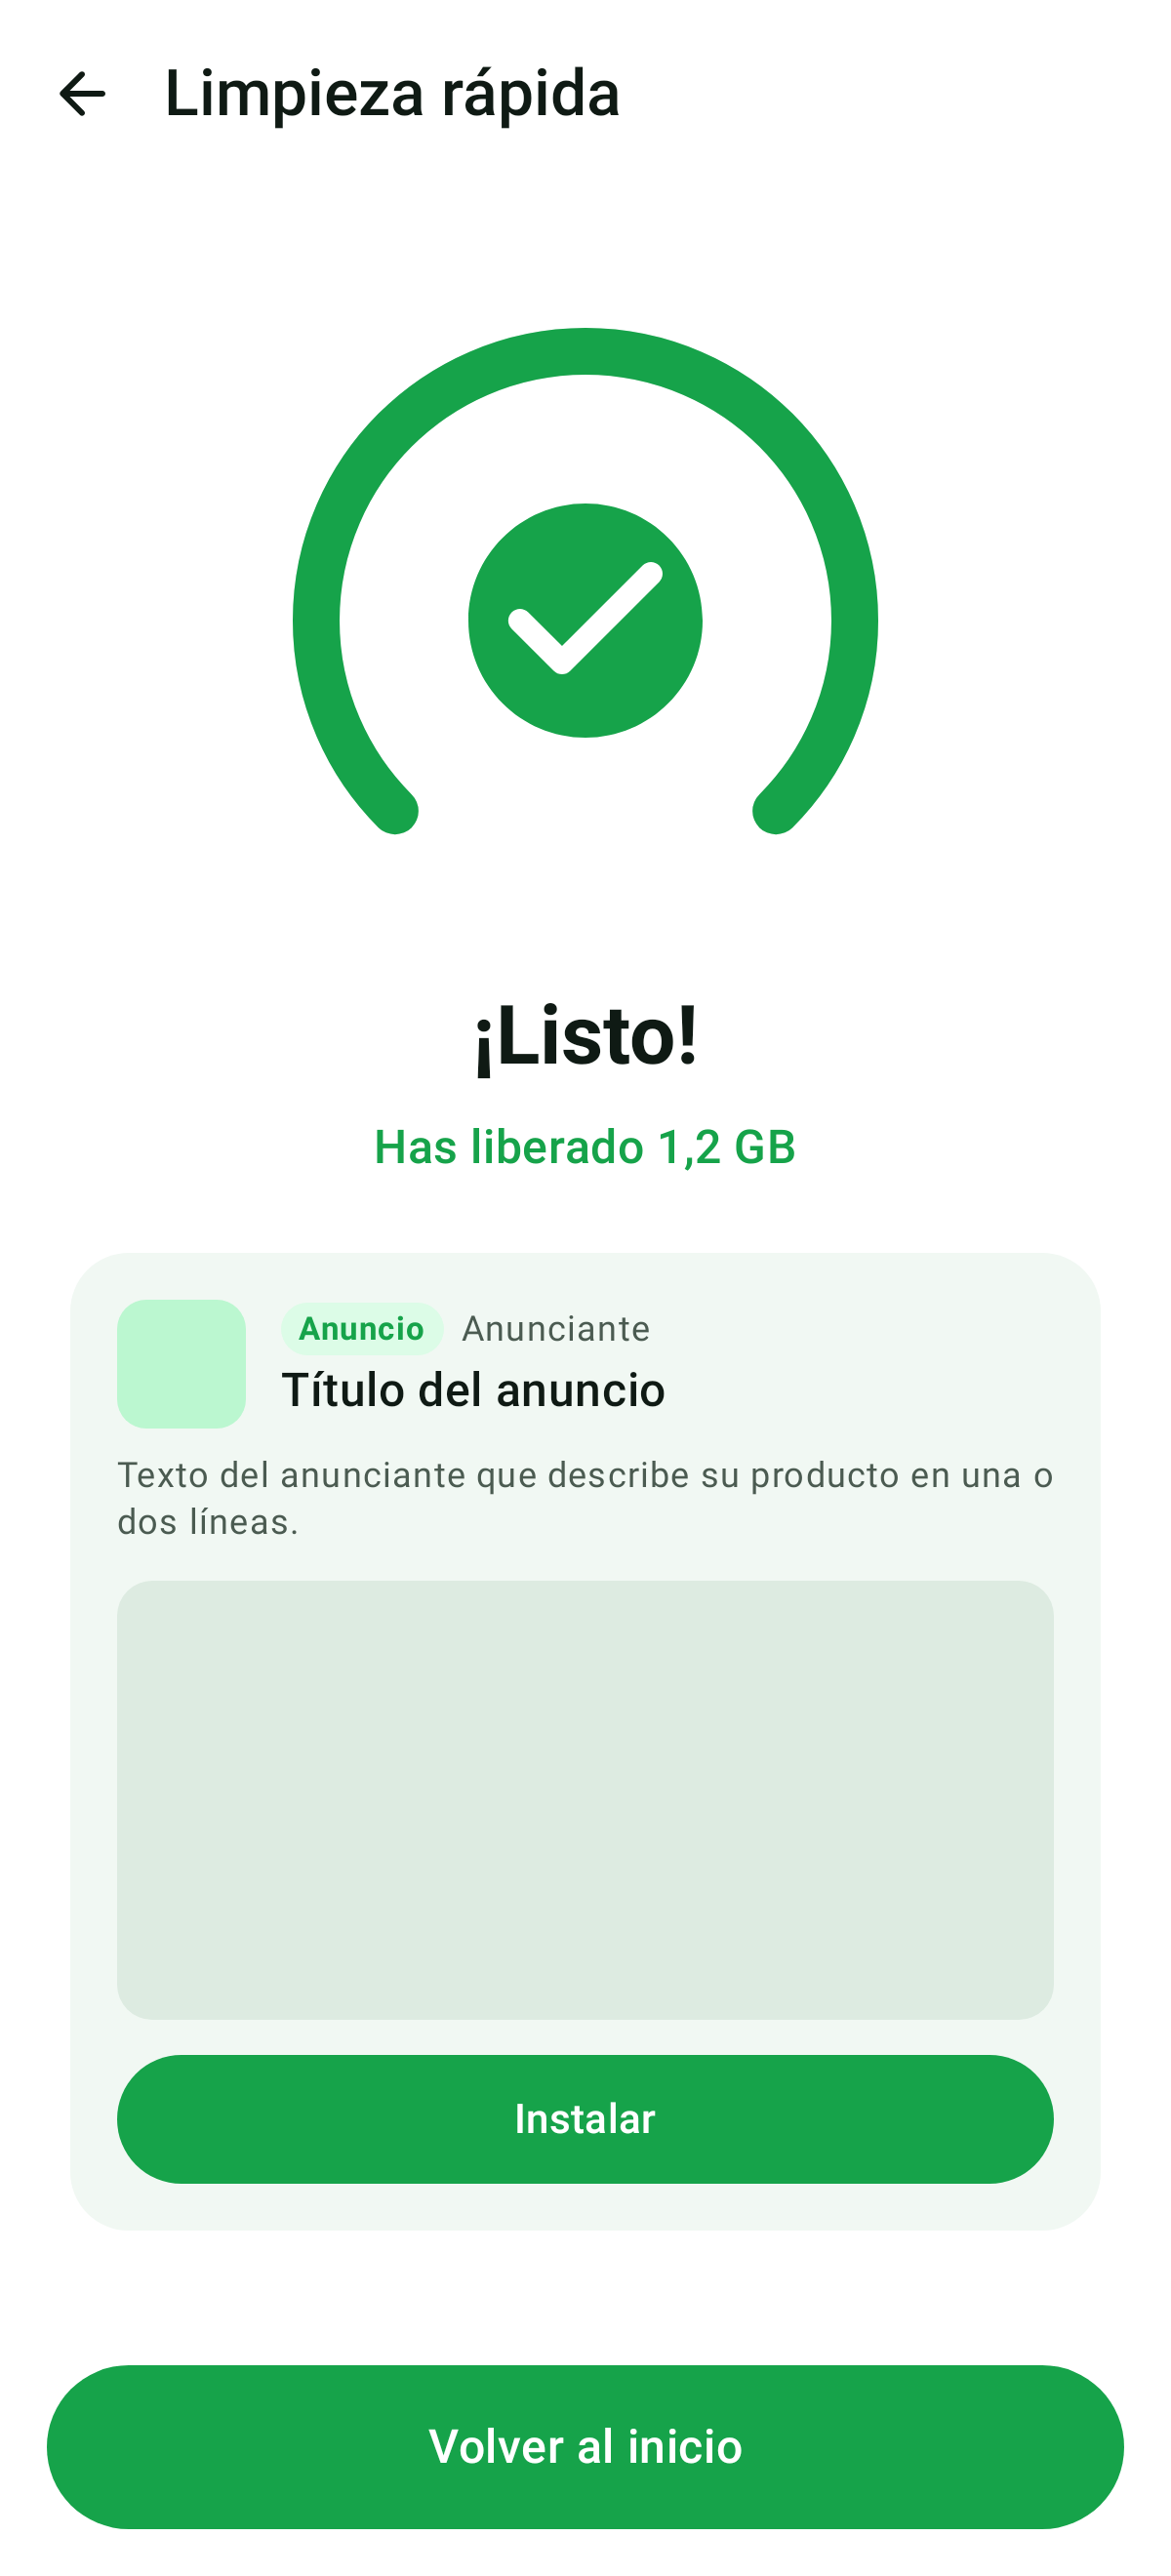 Limpieza rápida
¡Listo!
Has liberado 1,2 GB
Anuncio Anunciante
Título del anuncio
Texto del anunciante que describe su producto en una o
dos líneas.
Instalar
Volver al inicio